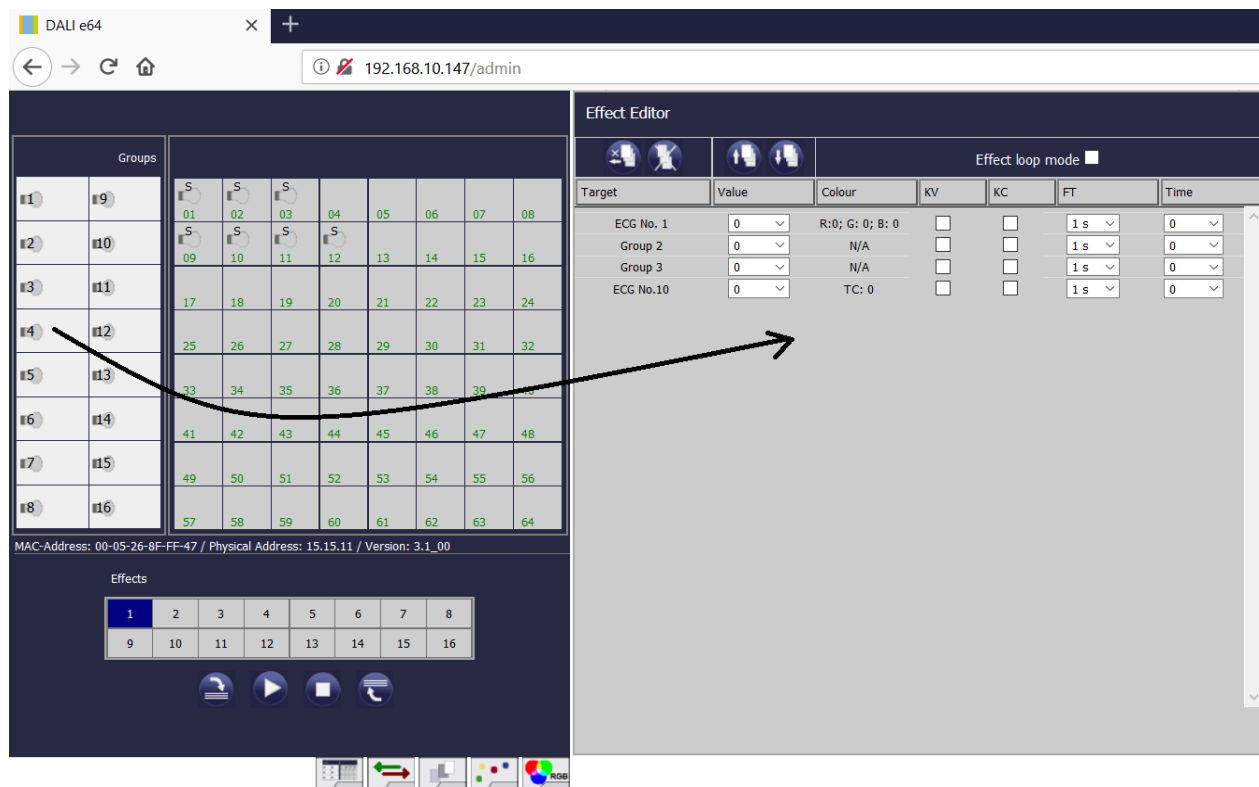 DALI e64
192.168.10.147/admin
Effect Editor
Groups
Effect loop mode
Target Value Colour KV KC FT Time
1 9 S S S
01 02 03 04 05 06 07 08
ECG No. 1 0 R:0; G: 0; B: 0 1 s 0
2 10 S S S S
09 10 11 12 13 14 15 16
Group 2 0 N/A 1 s 0
Group 3 0 N/A 1 s 0
ECG No.10 0 TC: 0 1 s 0
3 11
17 18 19 20 21 22 23 24
4 12
25 26 27 28 29 30 31 32
5 13
33 34 35 36 37 38 39 40
6 14
41 42 43 44 45 46 47 48
7 15
49 50 51 52 53 54 55 56
8 16
57 58 59 60 61 62 63 64
MAC-Address: 00-05-26-8F-FF-47 / Physical Address: 15.15.11 / Version: 3.1_00
Effects
1 2 3 4 5 6 7 8
9 10 11 12 13 14 15 16
RGB